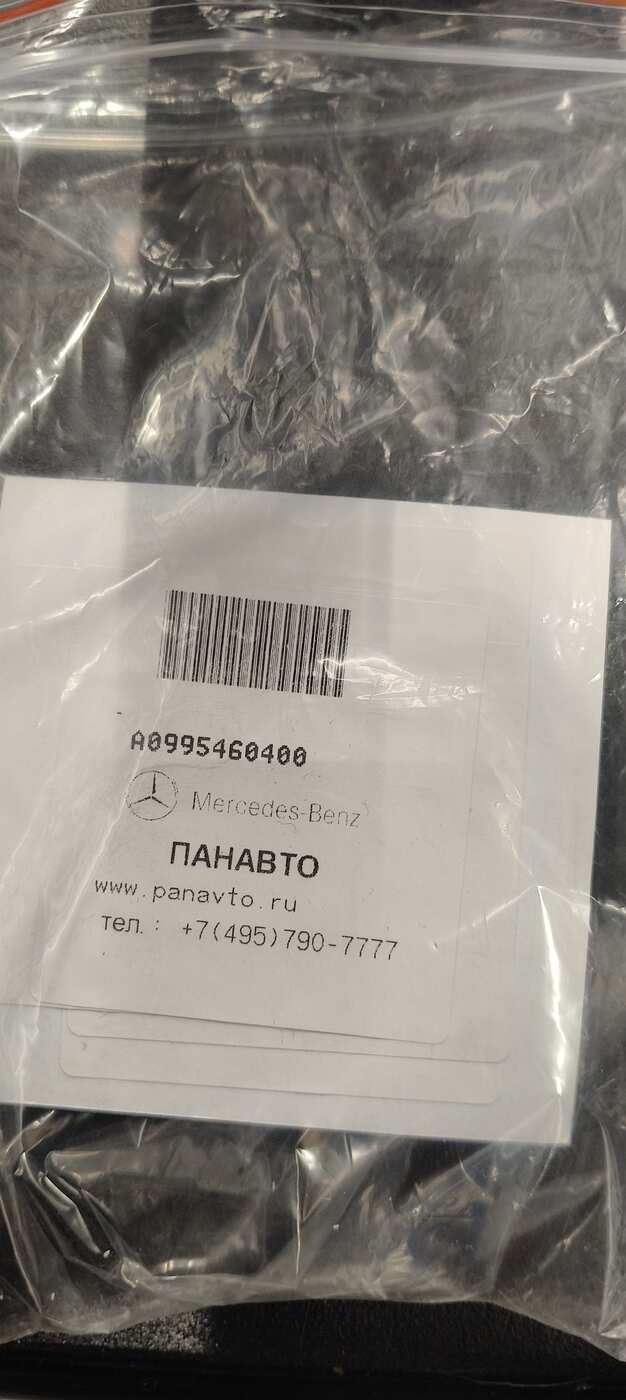 A0995460400
Mercedes-Benz
ПАНАВТО
www.panavto.ru
тел.: +7(495)790-7777